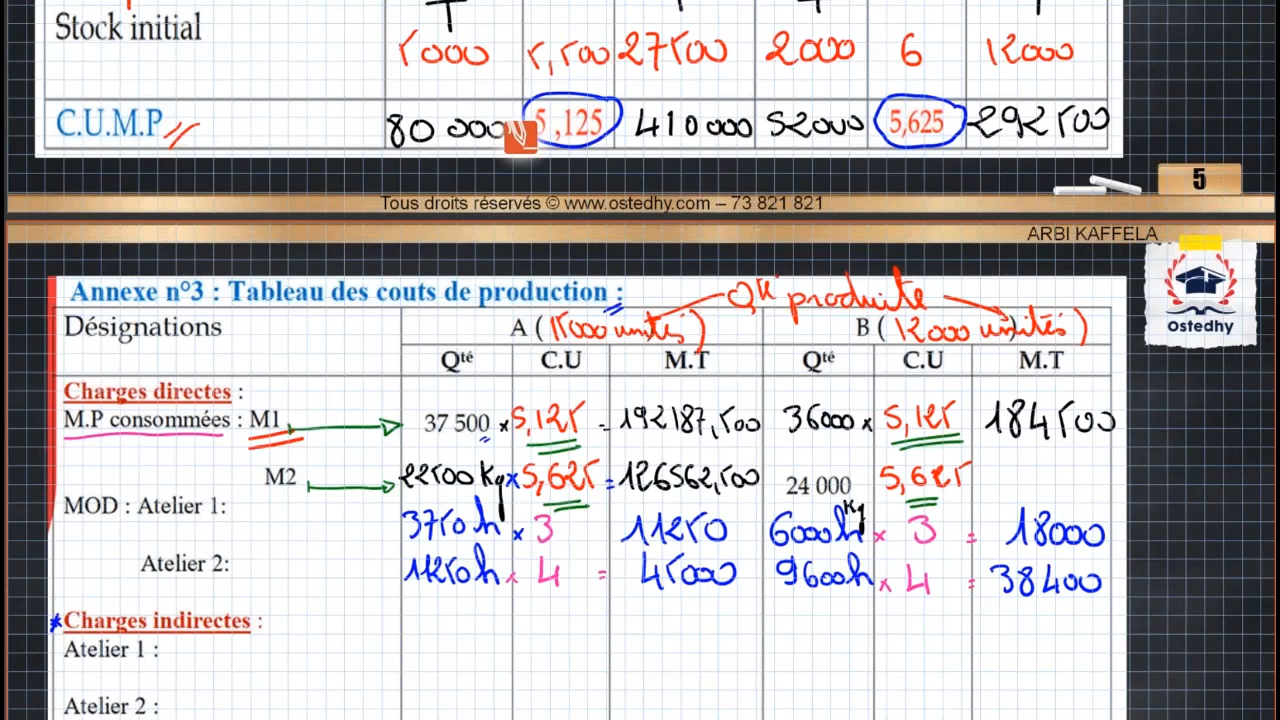 Stock initial 5000 5,500 27500 2000 6 12000
C.U.M.P 80 000 5,125 410 000 52000 5,625 292500
5
Tous droits réservés © www.ostedhy.com – 73 821 821
ARBI KAFFELA
Ostedhy
Annexe n°3 : Tableau des couts de production :
Qté produite
Désignations A ( 15000 unités ) B ( 12000 unités )
Qté C.U M.T Qté C.U M.T
Charges directes :
M.P consommées : M1 37 500 × 5,125 = 192187,500 36000 × 5,125 184500
M2 22500 Kg × 5,625 = 126562,500 24 000 Kg 5,625
MOD : Atelier 1: 3750h × 3 11250 6000h × 3 = 18000
Atelier 2: 11250h × 4 = 45000 9600h × 4 = 38400
* Charges indirectes :
Atelier 1 :
Atelier 2 :